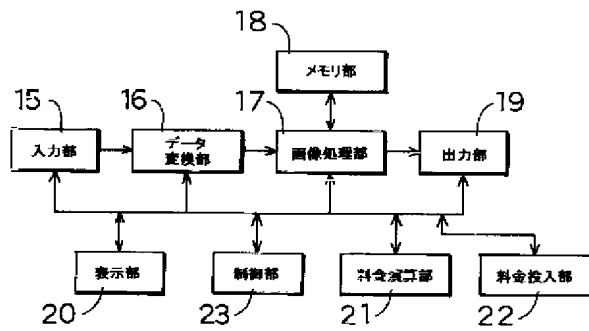 18
メモリ部
15
16
17
19
入力部
データ
変換部
画像処理部
出力部
表示部
制御部
料金演算部
料金投入部
20
23
21
22